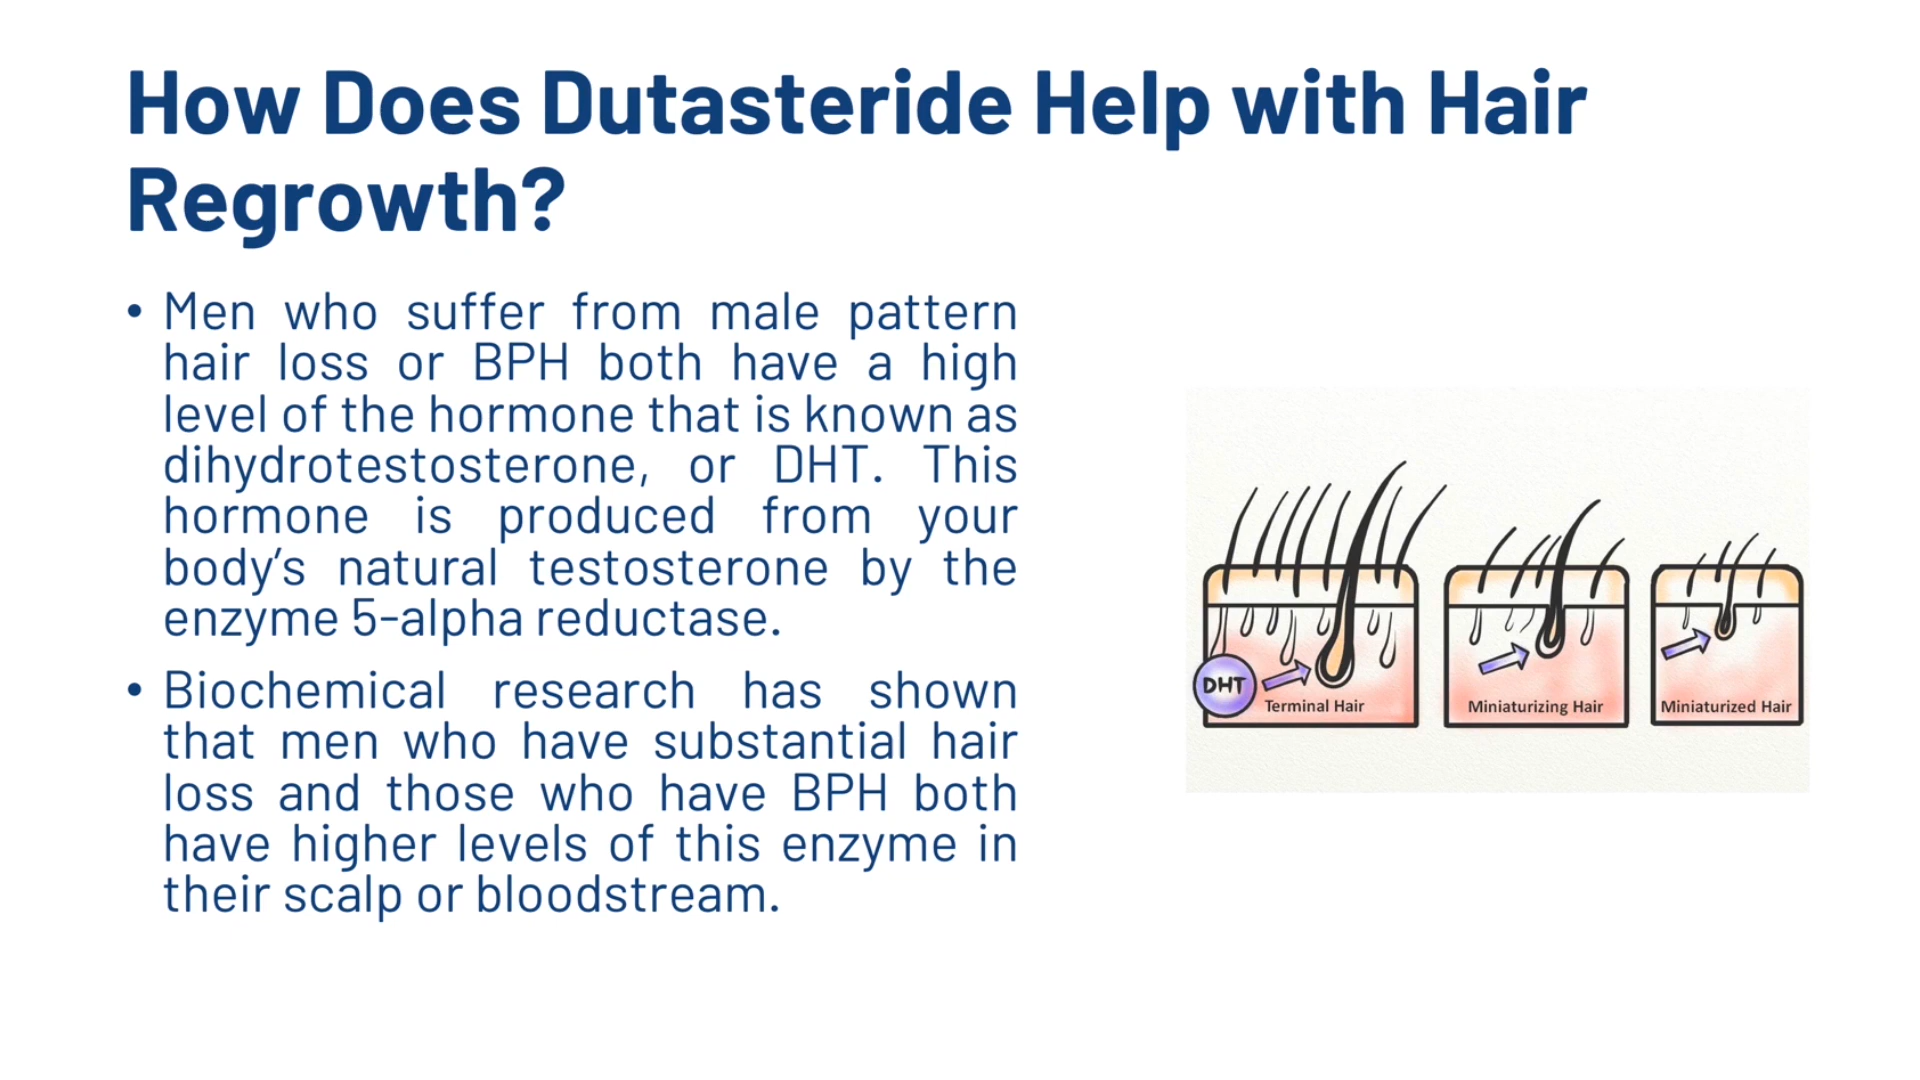 How Does Dutasteride Help with Hair
Regrowth?
• Men who suffer from male pattern
hair loss or BPH both have a high
level of the hormone that is known as
dihydrotestosterone, or DHT. This
hormone is produced from your
body’s natural testosterone by the
enzyme 5-alpha reductase.
• Biochemical research has shown
that men who have substantial hair
loss and those who have BPH both
have higher levels of this enzyme in
their scalp or bloodstream.
DHT
Terminal Hair
Miniaturizing Hair
Miniaturized Hair